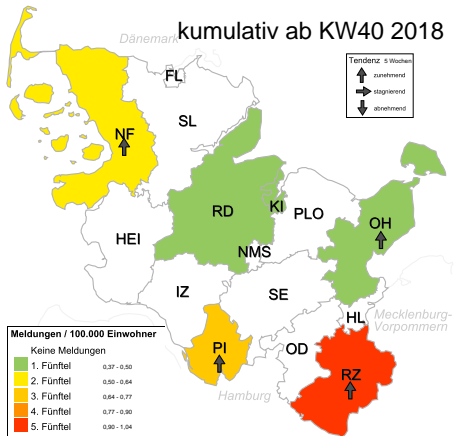 kumulativ ab KW40 2018
Dänemark
Tendenz 5 Wochen
zunehmend
stagnierend
abnehmend
FL
SL
NF
RD
KI
PLO
OH
HEI
NMS
IZ
SE
HL
Mecklenburg-
Vorpommern
PI
OD
RZ
Hamburg
Meldungen / 100.000 Einwohner
Keine Meldungen
1. Fünftel 0,37 - 0,50
2. Fünftel 0,50 - 0,64
3. Fünftel 0,64 - 0,77
4. Fünftel 0,77 - 0,90
5. Fünftel 0,90 - 1,04